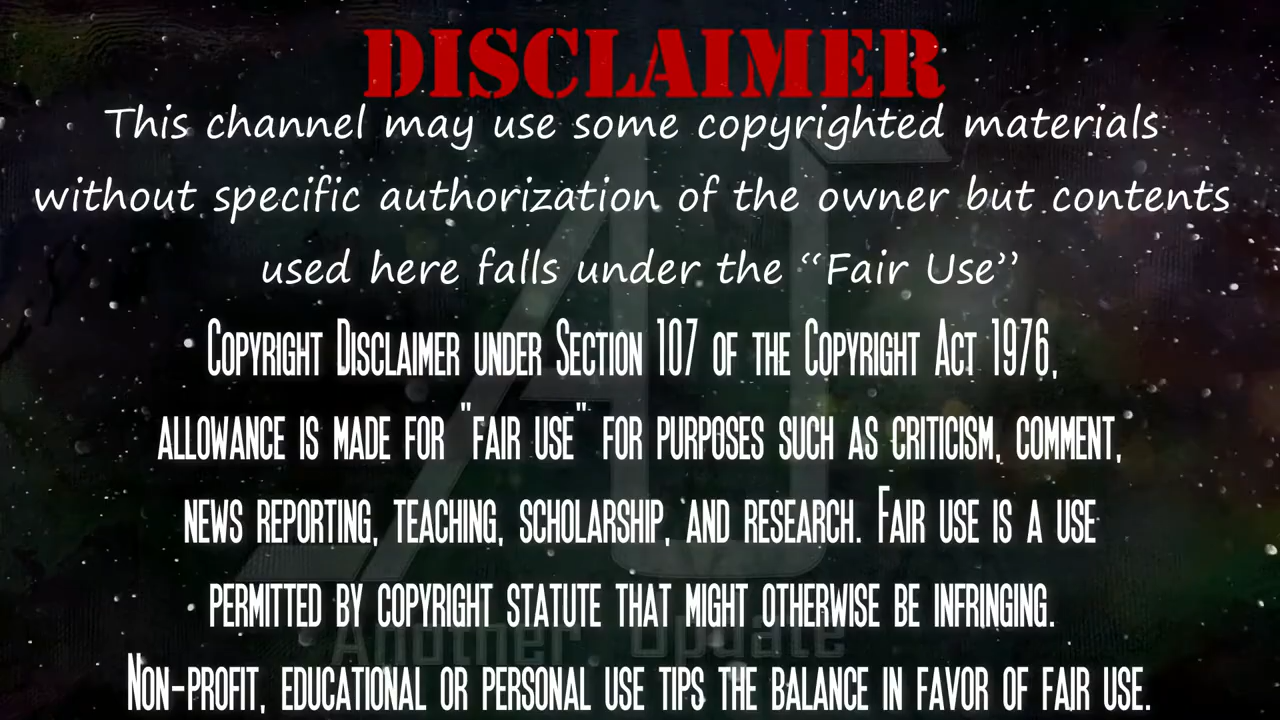 DISCLAIMER
This channel may use some copyrighted materials
without specific authorization of the owner but contents
used here falls under the “Fair Use”
Copyright Disclaimer under Section 107 of the Copyright Act 1976,
allowance is made for "fair use" for purposes such as criticism, comment,
news reporting, teaching, scholarship, and research. Fair use is a use
permitted by copyright statute that might otherwise be infringing.
Another Update
Non-profit, educational or personal use tips the balance in favor of fair use.